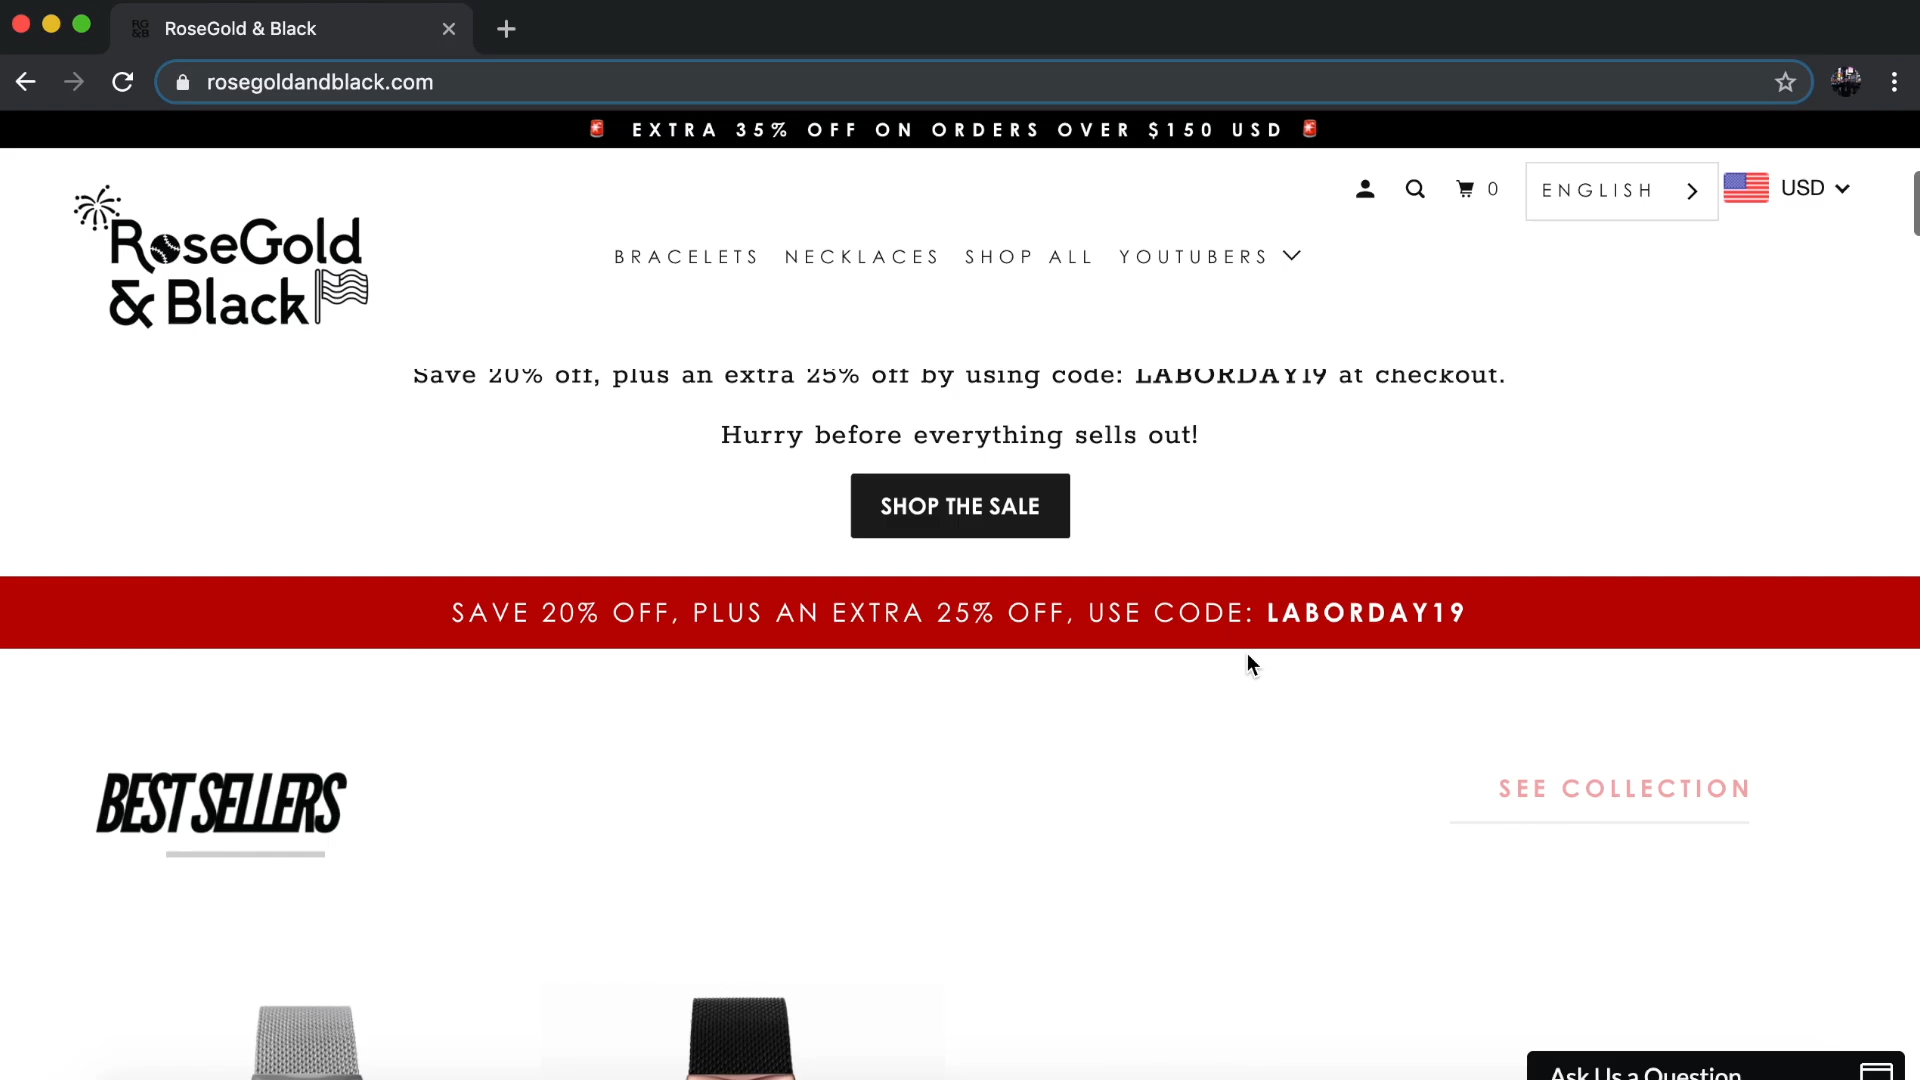 RoseGold & Black
rosegoldandblack.com
EXTRA 35% OFF ON ORDERS OVER $150 USD
0
ENGLISH
USD
RoseGold
& Black
BRACELETS NECKLACES SHOP ALL YOUTUBERS
Save 20% off, plus an extra 25% off by using code: LABORDAY19 at checkout.
Hurry before everything sells out!
SHOP THE SALE
SAVE 20% OFF, PLUS AN EXTRA 25% OFF, USE CODE: LABORDAY19
BEST SELLERS
SEE COLLECTION
Ask Us a Question